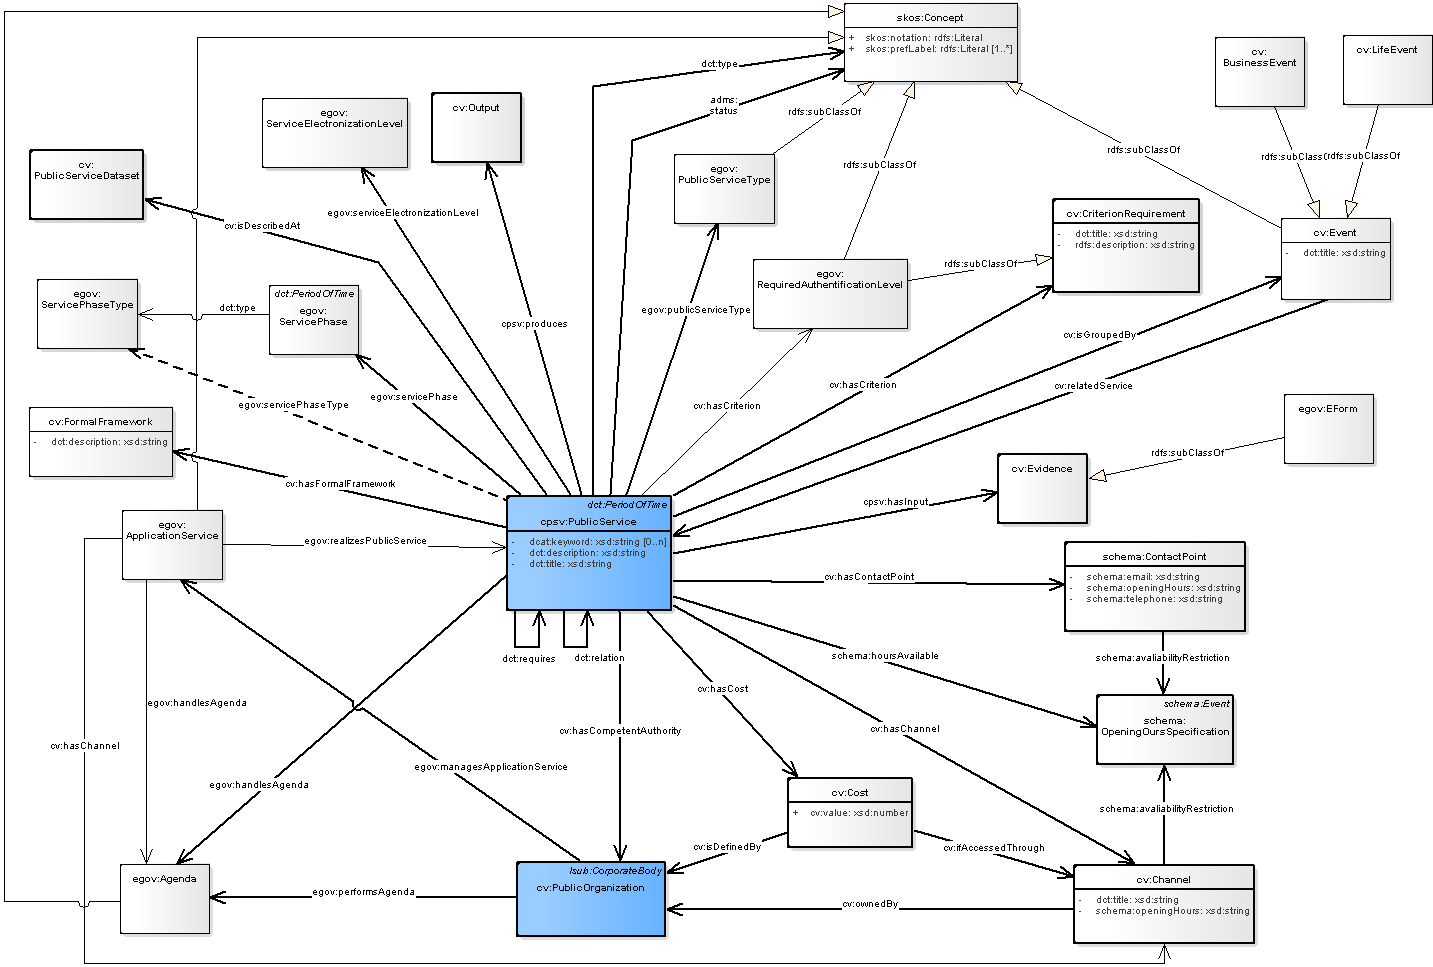 skos:Concept
+ skos:notation: rdfs:Literal
+ skos:prefLabel: rdfs:Literal [1..*]
cv:
BusinessEvent
cv:LifeEvent
dct:type
adms:
status
egov:
ServiceElectronizationLevel
cv:Output
rdfs:subClassOf
rdfs:subClassOf
rdfs:subClassOf
rdfs:subClassOf
rdfs:subClassOf
cv:
PublicServiceDataset
egov:
PublicServiceType
cv:CriterionRequirement
- dct:title: xsd:string
- rdfs:description: xsd:string
cv:Event
- dct:title: xsd:string
egov:serviceElectronizationLevel
cv:isDescribedAt
egov:
RequiredAuthentificationLevel
rdfs:subClassOf
egov:
ServicePhaseType
dct:PeriodOfTime
egov:
ServicePhase
dct:type
cpsv:produces
egov:publicServiceType
cv:isGroupedBy
cv:hasCriterion
cv:relatedService
egov:servicePhaseType
egov:servicePhase
cv:hasCriterion
cv:FormalFramework
- dct:description: xsd:string
egov:EForm
rdfs:subClassOf
cv:Evidence
cv:hasFormalFramework
cpsv:hasInput
dct:PeriodOfTime
cpsv:PublicService
- dcat:keyword: xsd:string [0..n]
- dct:description: xsd:string
- dct:title: xsd:string
egov:
ApplicationService
egov:realizesPublicService
schema:ContactPoint
- schema:email: xsd:string
- schema:openingHours: xsd:string
- schema:telephone: xsd:string
cv:hasContactPoint
dct:requires
dct:relation
schema:hoursAvailable
schema:avaliabilityRestriction
cv:hasCost
egov:handlesAgenda
schema:Event
schema:
OpeningOursSpecification
cv:hasCompetentAuthority
cv:hasChannel
cv:hasChannel
egov:managesApplicationService
egov:handlesAgenda
cv:Cost
+ cv:value: xsd:number
schema:avaliabilityRestriction
cv:isDefinedBy
cv:ifAccessedThrough
egov:Agenda
egov:performsAgenda
lsub:CorporateBody
cv:PublicOrganization
cv:ownedBy
cv:Channel
- dct:title: xsd:string
- schema:openingHours: xsd:string